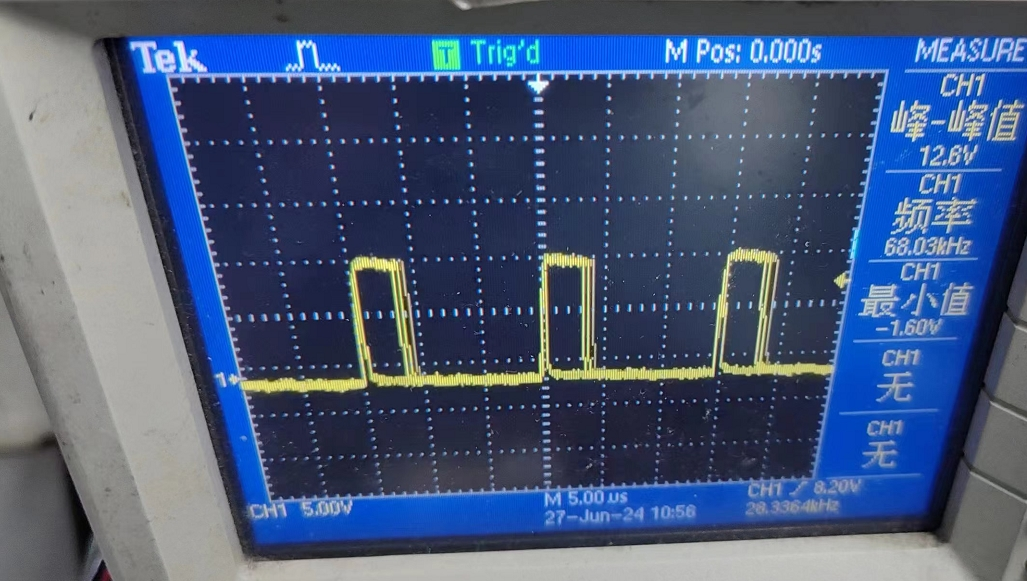 Tek T Trig'd M Pos: 0.000s MEASURE
CH1
峰-峰值
12.8V
CH1
频率
68.03kHz
CH1
最小值
-1.60V
CH1
无
CH1
无
1
CH1 5.00V M 5.00us CH1 8.20V
27-Jun-24 10:56 28.3364kHz